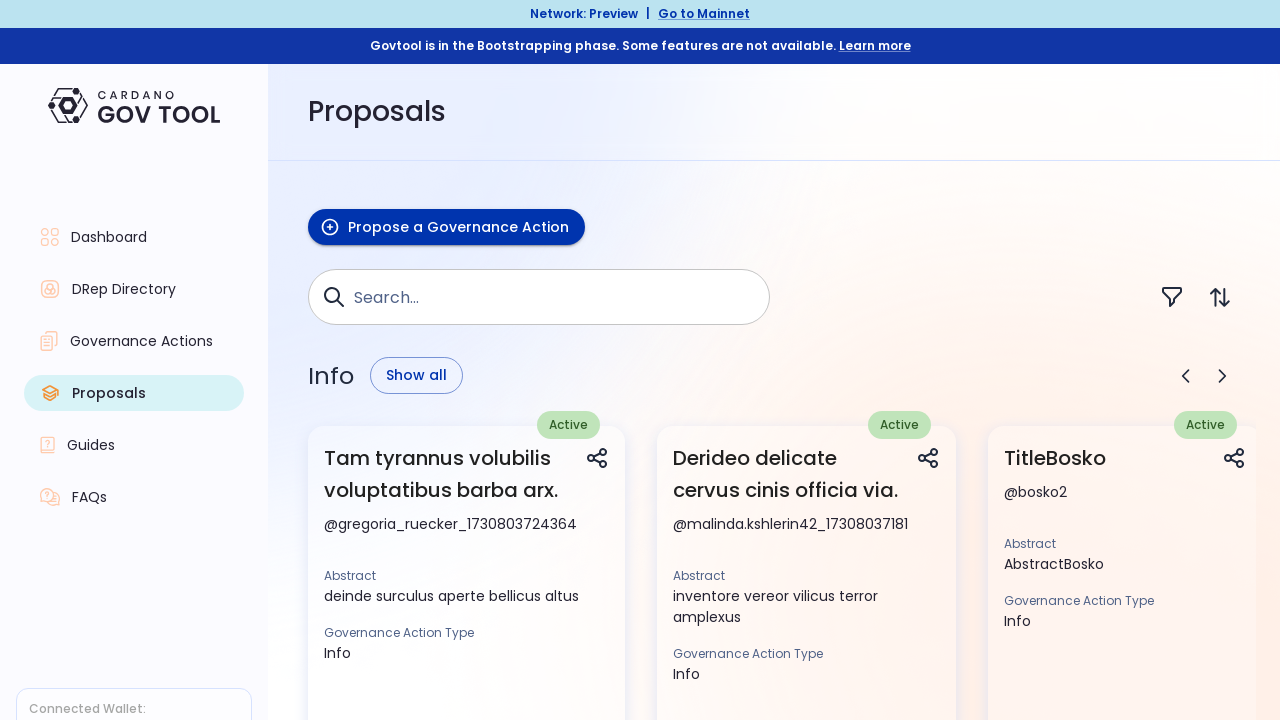 Network: Preview | Go to Mainnet
Govtool is in the Bootstrapping phase. Some features are not available. Learn more
CARDANO
GOV TOOL
Proposals
Dashboard
DRep Directory
Governance Actions
Proposals
Guides
FAQs
Connected Wallet:
Propose a Governance Action
Search...
Info
Show all
Active
Tam tyrannus volubilis
voluptatibus barba arx.
@gregoria_ruecker_1730803724364
Abstract
deinde surculus aperte bellicus altus
Governance Action Type
Info
Active
Derideo delicate
cervus cinis officia via.
@malinda.kshlerin42_17308037181
Abstract
inventore vereor vilicus terror
amplexus
Governance Action Type
Info
Active
TitleBosko
@bosko2
Abstract
AbstractBosko
Governance Action Type
Info